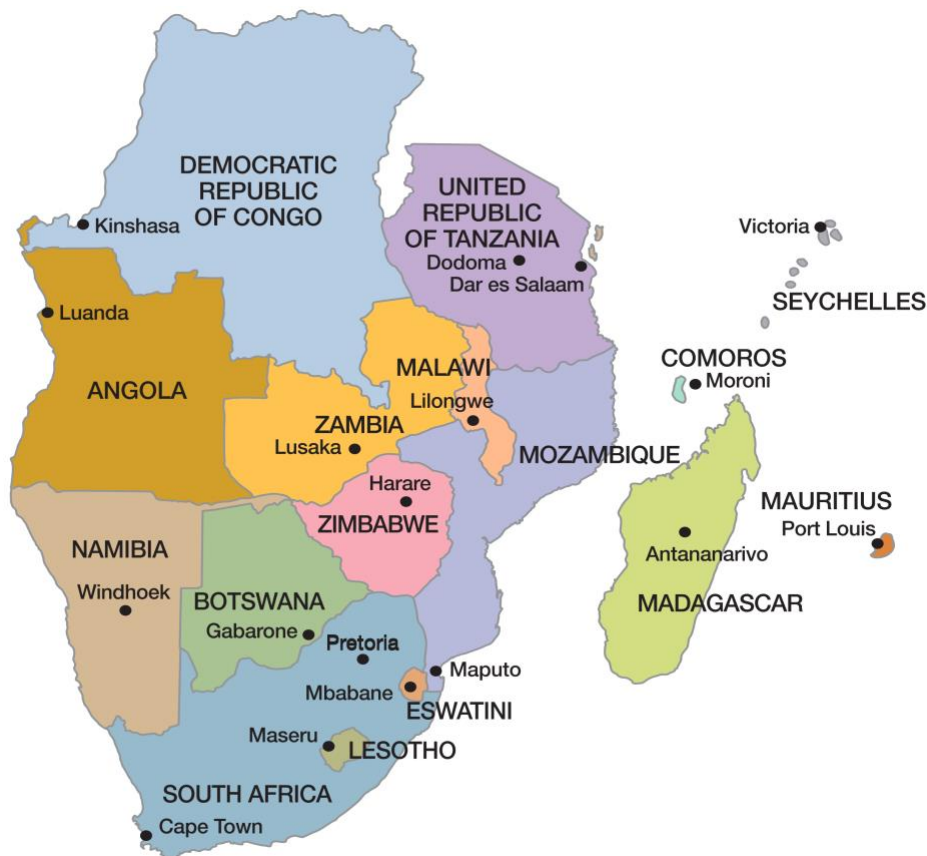 DEMOCRATIC
REPUBLIC
OF CONGO
Kinshasa
UNITED
REPUBLIC
OF TANZANIA
Dodoma
Dar es Salaam
Victoria
SEYCHELLES
Luanda
ANGOLA
MALAWI
Lilongwe
COMOROS
Moroni
ZAMBIA
Lusaka
MOZAMBIQUE
Harare
ZIMBABWE
MAURITIUS
Port Louis
Antananarivo
MADAGASCAR
NAMIBIA
Windhoek
BOTSWANA
Gabarone
Pretoria
Maputo
Mbabane
ESWATINI
Maseru
LESOTHO
SOUTH AFRICA
Cape Town